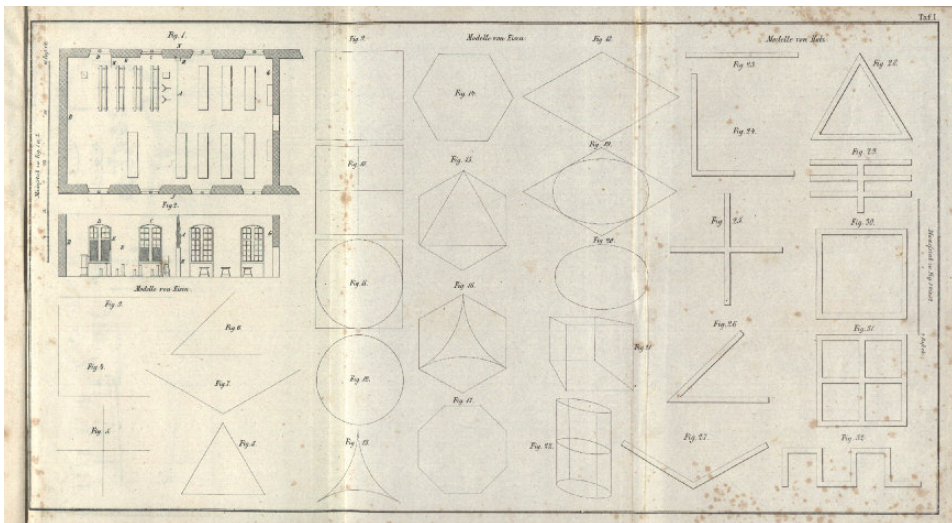 Taf. I.
Fig. 1.
Fig. 2.
Modelle von Eisen.
Fig. 3.
Fig. 4.
Fig. 5.
Fig. 6.
Fig. 7.
Fig. 8.
Fig. 9.
Fig. 10.
Fig. 11.
Fig. 12.
Fig. 13.
Modelle von Eisen.
Fig. 14.
Fig. 15.
Fig. 16.
Fig. 17.
Fig. 18.
Fig. 19.
Fig. 20.
Fig. 21.
Fig. 22.
Modelle von Holz.
Fig. 23.
Fig. 24.
Fig. 25.
Fig. 26
Fig. 27.
Fig. 28.
Fig. 29.
Fig. 30.
Fig. 31.
Fig. 32.